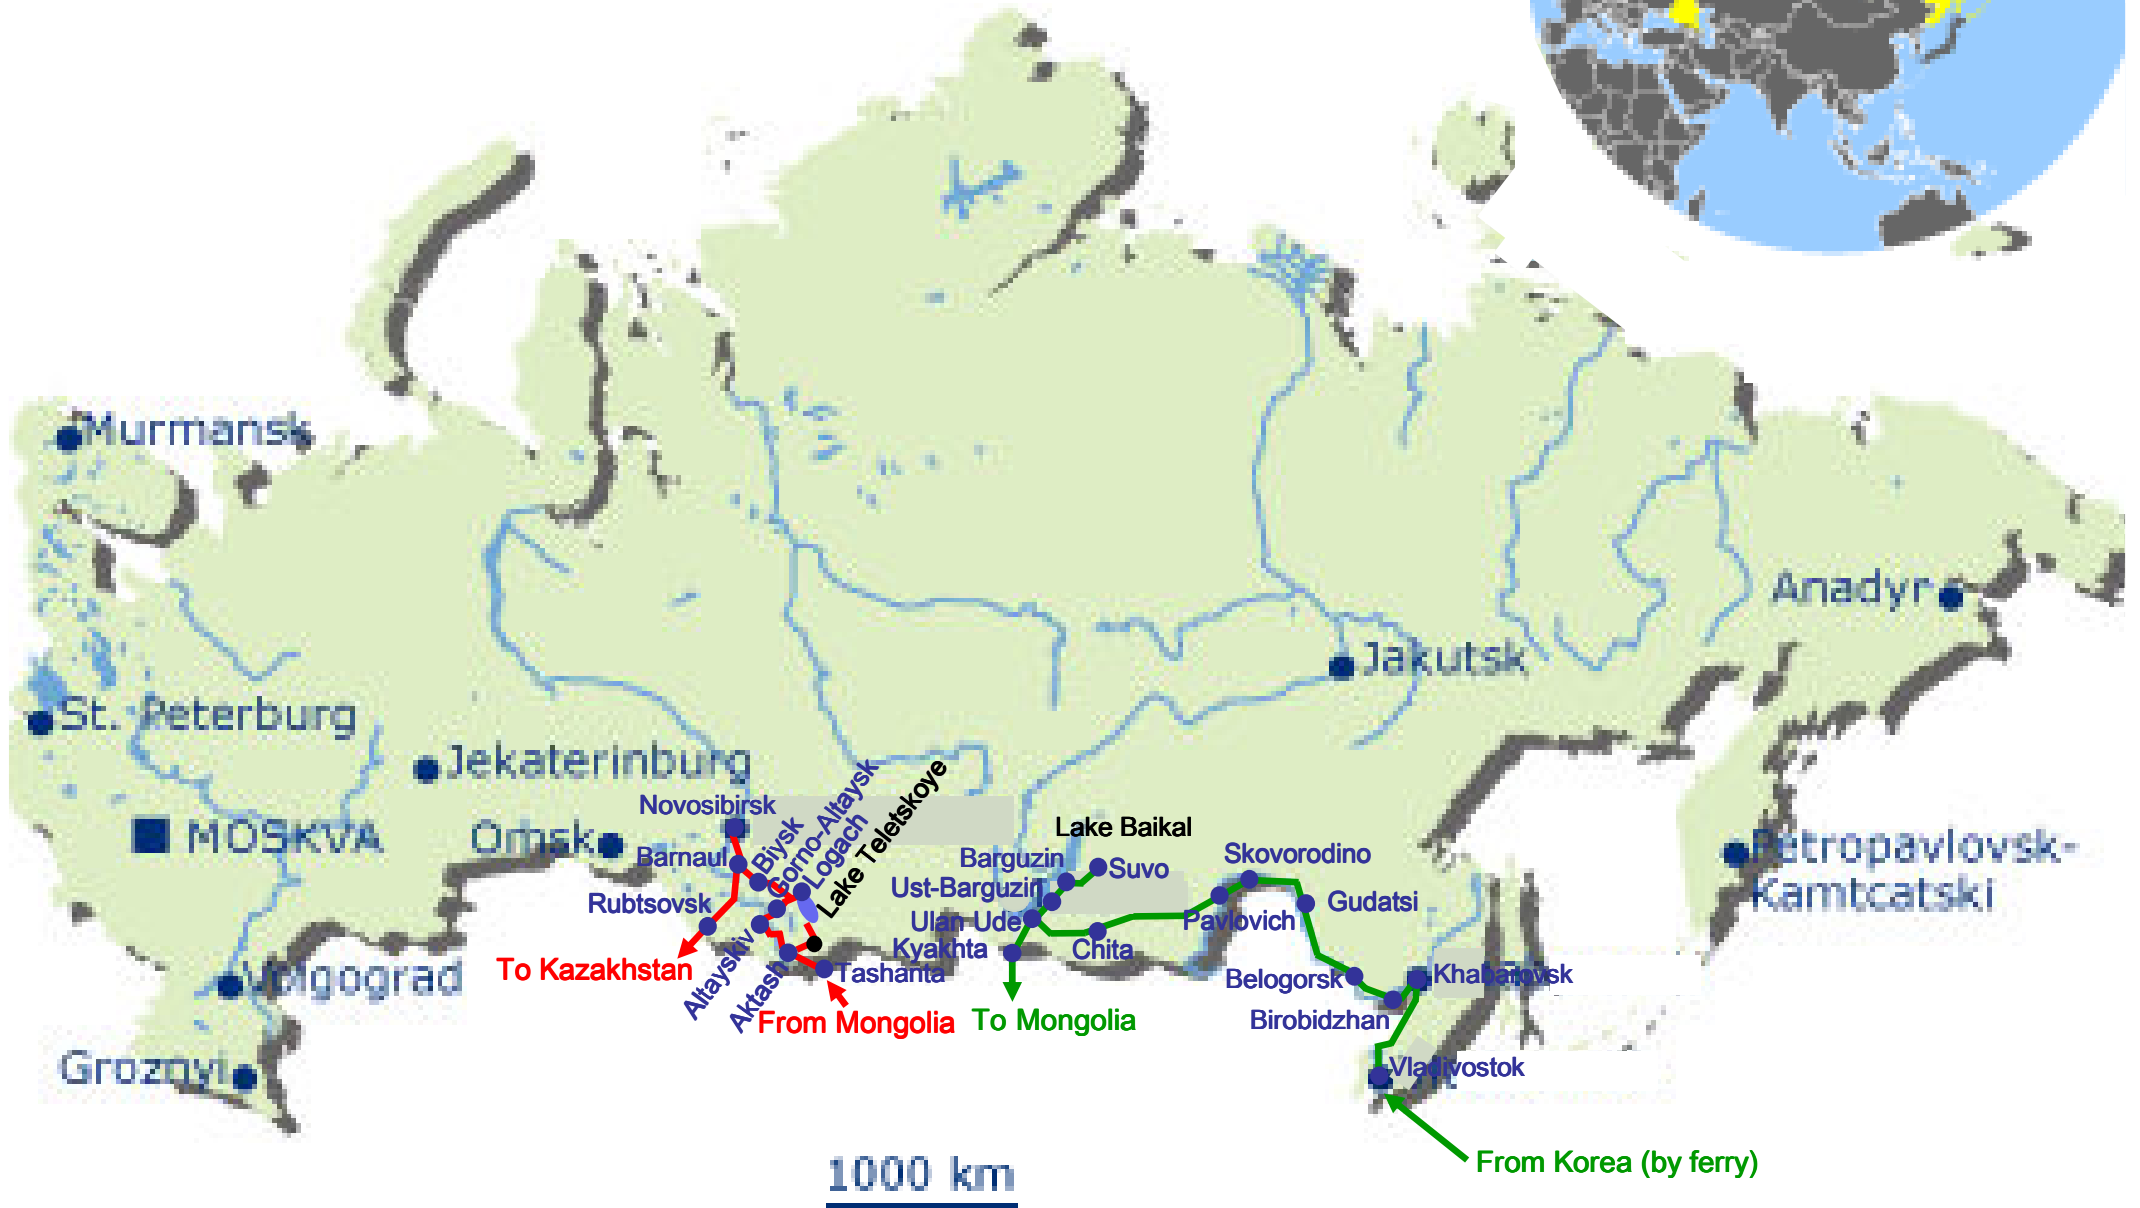 Murmansk
Anadyr
Jakutsk
St. Peterburg
Jekaterinburg
MOSKVA
Omsk
Novosibirsk
Barnaul
Biysk
Gorno-Altaysk
Logach
Lake Teletskoye
Rubtsovsk
To Kazakhstan
Altayskiv
Aktash
Tashanta
From Mongolia
Lake Baikal
Barguzin
Suvo
Ust-Barguzin
Ulan Ude
Kyakhta
Chita
To Mongolia
Skovorodino
Pavlovich
Gudatsi
Belogorsk
Khabarovsk
Birobidzhan
Vladivostok
From Korea (by ferry)
Petropavlovsk-
Kamtcatski
Volgograd
Groznyi
1000 km